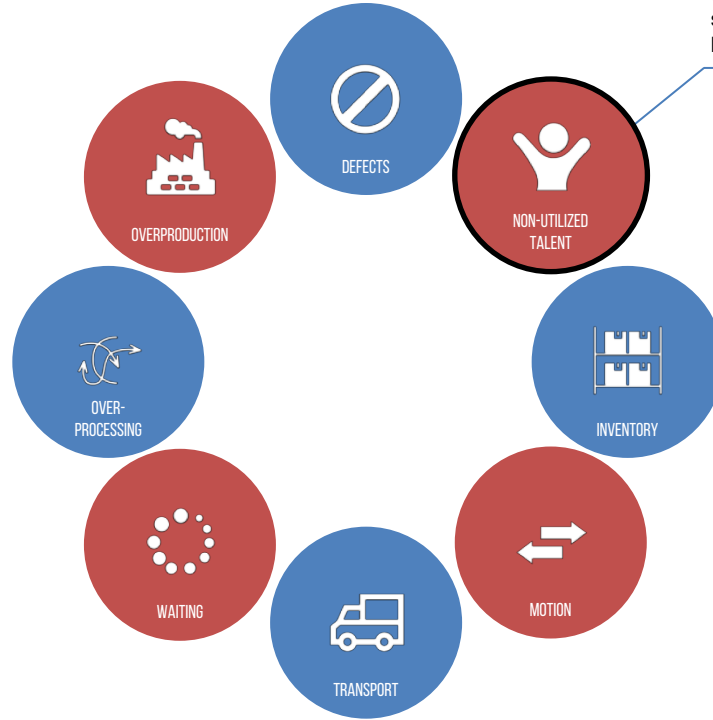 DEFECTS
NON-UTILIZED
TALENT
OVERPRODUCTION
OVER-
PROCESSING
INVENTORY
WAITING
MOTION
TRANSPORT